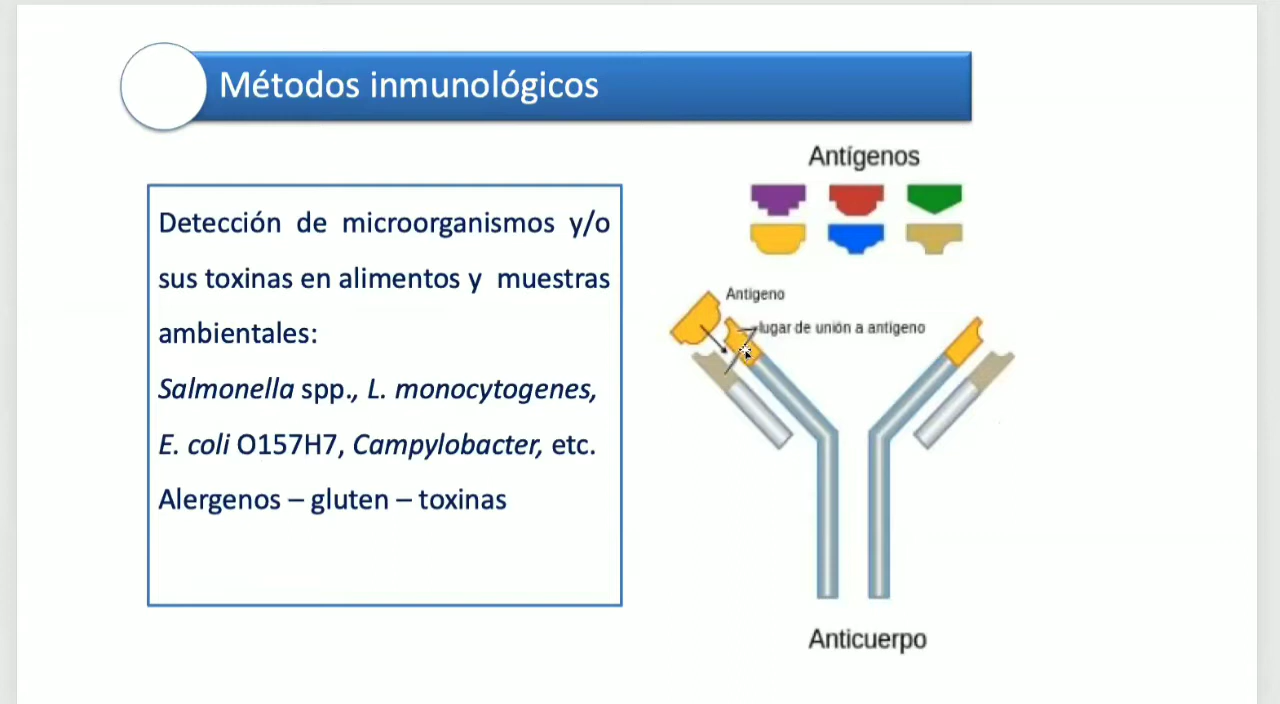 Métodos inmunológicos
Detección de microorganismos y/o
sus toxinas en alimentos y muestras
ambientales:
Salmonella spp., L. monocytogenes,
E. coli O157H7, Campylobacter, etc.
Alergenos – gluten – toxinas
Antígenos
Antigeno
lugar de unión a antigeno
Anticuerpo